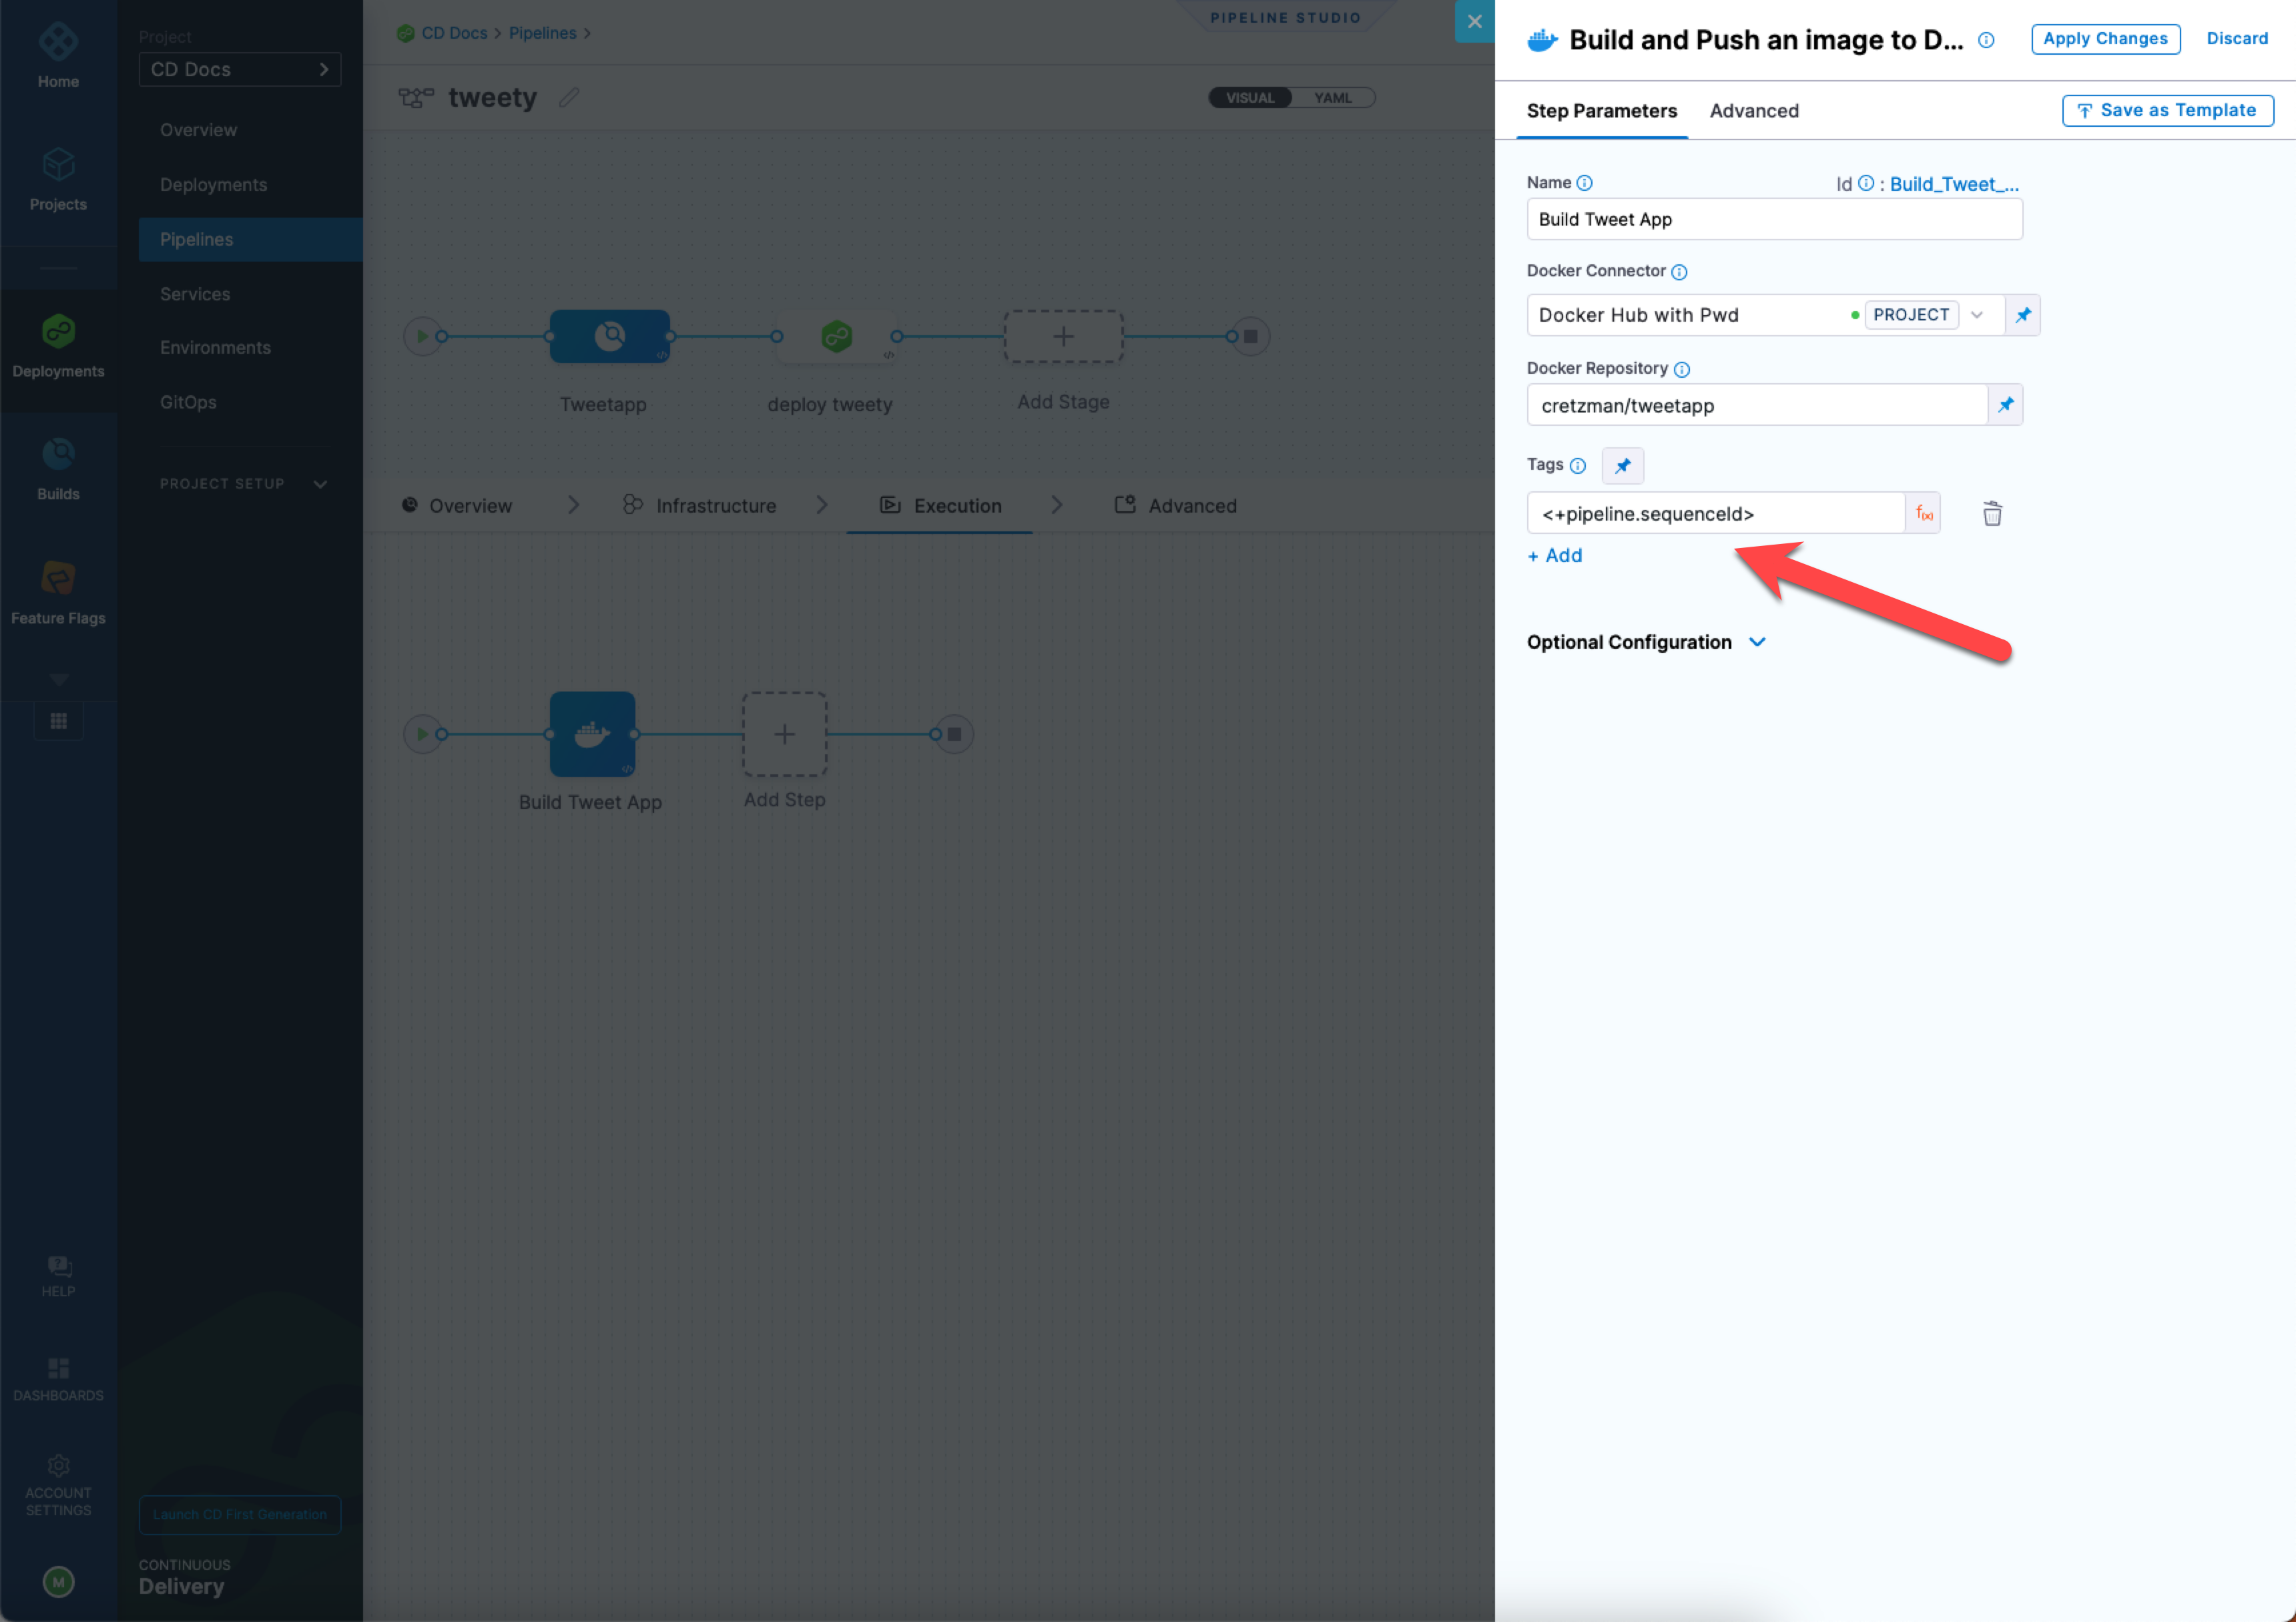 Home
Projects
Deployments
Builds
Feature Flags
HELP
DASHBOARDS
ACCOUNT
SETTINGS
M
Project
CD Docs
Overview
Deployments
Pipelines
Services
Environments
GitOps
PROJECT SETUP
Launch CD First Generation
CONTINUOUS
Delivery
CD Docs > Pipelines >
PIPELINE STUDIO
tweety
VISUAL YAML
Tweetapp deploy tweety Add Stage
Overview Infrastructure Execution Advanced
Build Tweet App Add Step
Build and Push an image to D... Apply Changes Discard
Step Parameters Advanced Save as Template
Name Id : Build_Tweet_...
Build Tweet App
Docker Connector
Docker Hub with Pwd PROJECT
Docker Repository
cretzman/tweetapp
Tags
<+pipeline.sequenceId> f(x)
+ Add
Optional Configuration